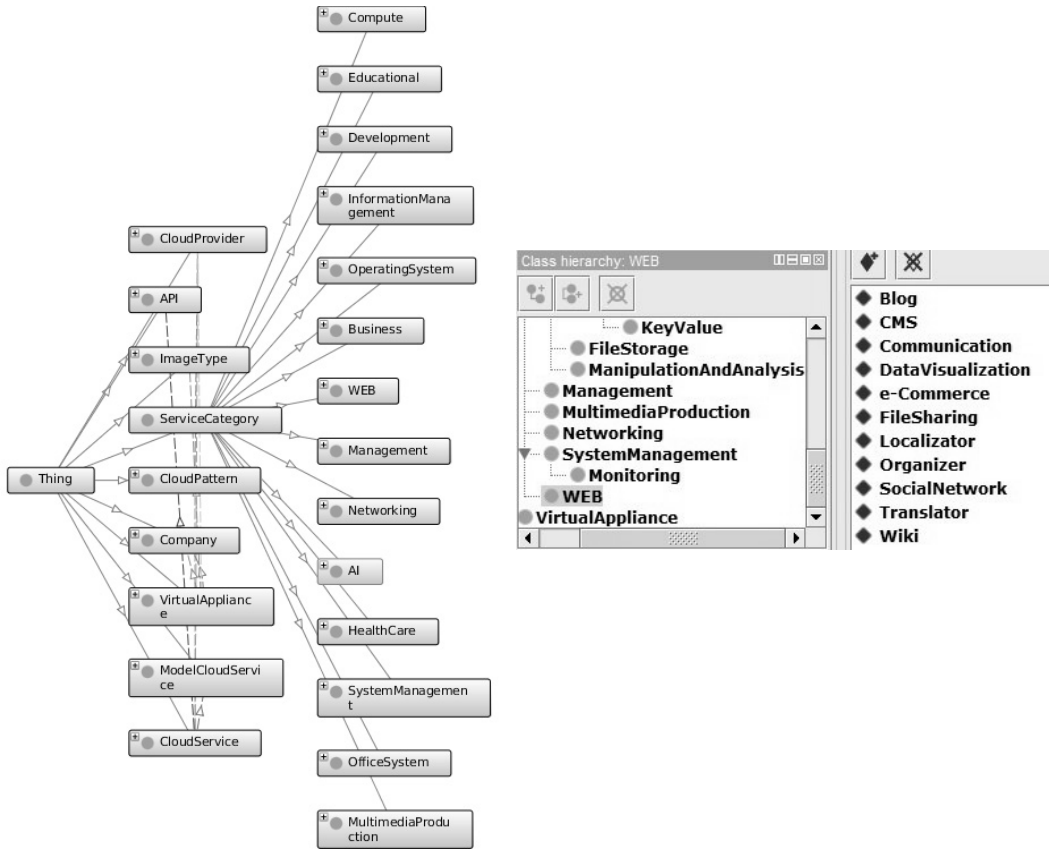 Compute
Educational
Development
InformationMana
gement
OperatingSystem
Business
WEB
Management
Networking
AI
HealthCare
SystemManagemen
t
OfficeSystem
MultimediaProdu
ction
CloudProvider
API
ImageType
ServiceCategory
CloudPattern
Company
VirtualApplianc
e
ModelCloudServi
ce
CloudService
Thing
Class hierarchy: WEB
KeyValue
FileStorage
ManipulationAndAnalysis
Management
MultimediaProduction
Networking
SystemManagement
Monitoring
WEB
VirtualAppliance
Blog
CMS
Communication
DataVisualization
e-Commerce
FileSharing
Localizator
Organizer
SocialNetwork
Translator
Wiki